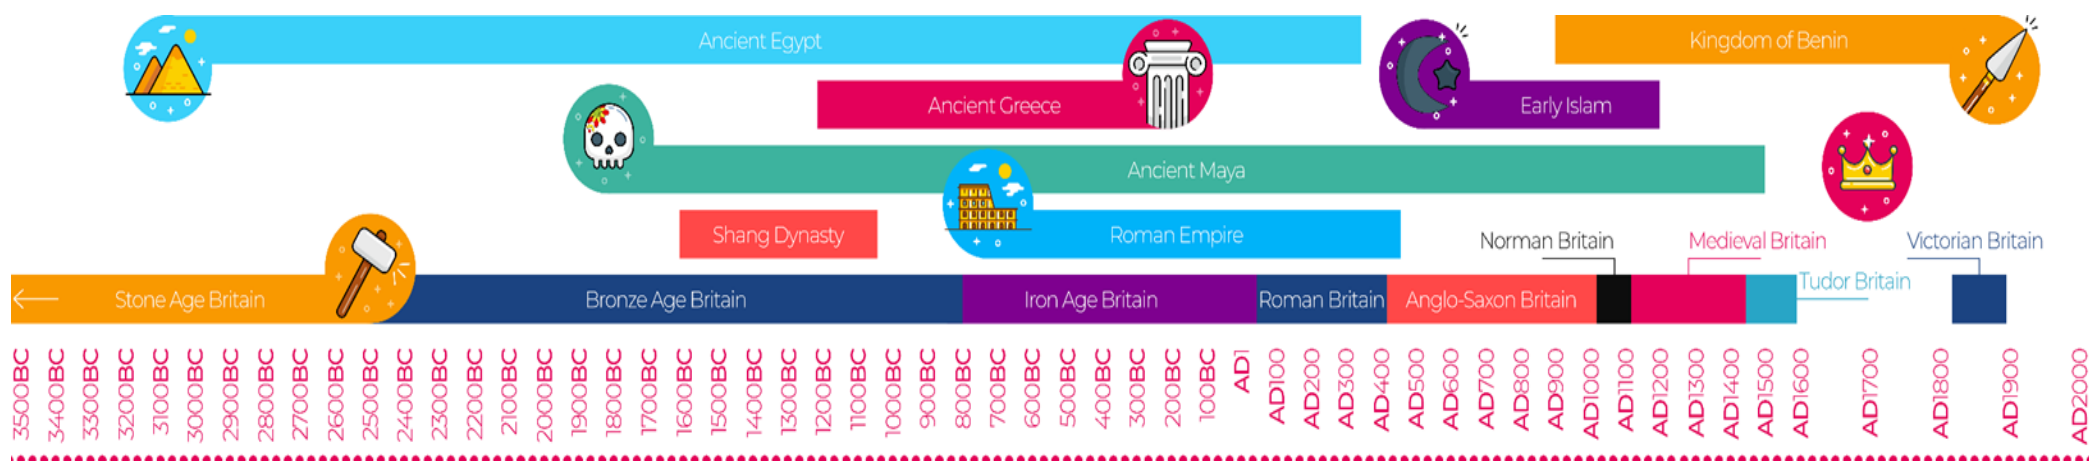 Ancient Egypt
Kingdom of Benin
Ancient Greece
Early Islam
Ancient Maya
Shang Dynasty
Roman Empire
Norman Britain
Medieval Britain
Victorian Britain
Tudor Britain
Stone Age Britain
Bronze Age Britain
Iron Age Britain
Roman Britain
Anglo-Saxon Britain
3500BC
3400BC
3300BC
3200BC
3100BC
3000BC
2900BC
2800BC
2700BC
2600BC
2500BC
2400BC
2300BC
2200BC
2100BC
2000BC
1900BC
1800BC
1700BC
1600BC
1500BC
1400BC
1300BC
1200BC
1100BC
1000BC
900BC
800BC
700BC
600BC
500BC
400BC
300BC
200BC
100BC
AD1
AD100
AD200
AD300
AD400
AD500
AD600
AD700
AD800
AD900
AD1000
AD1100
AD1200
AD1300
AD1400
AD1500
AD1600
AD1700
AD1800
AD1900
AD2000